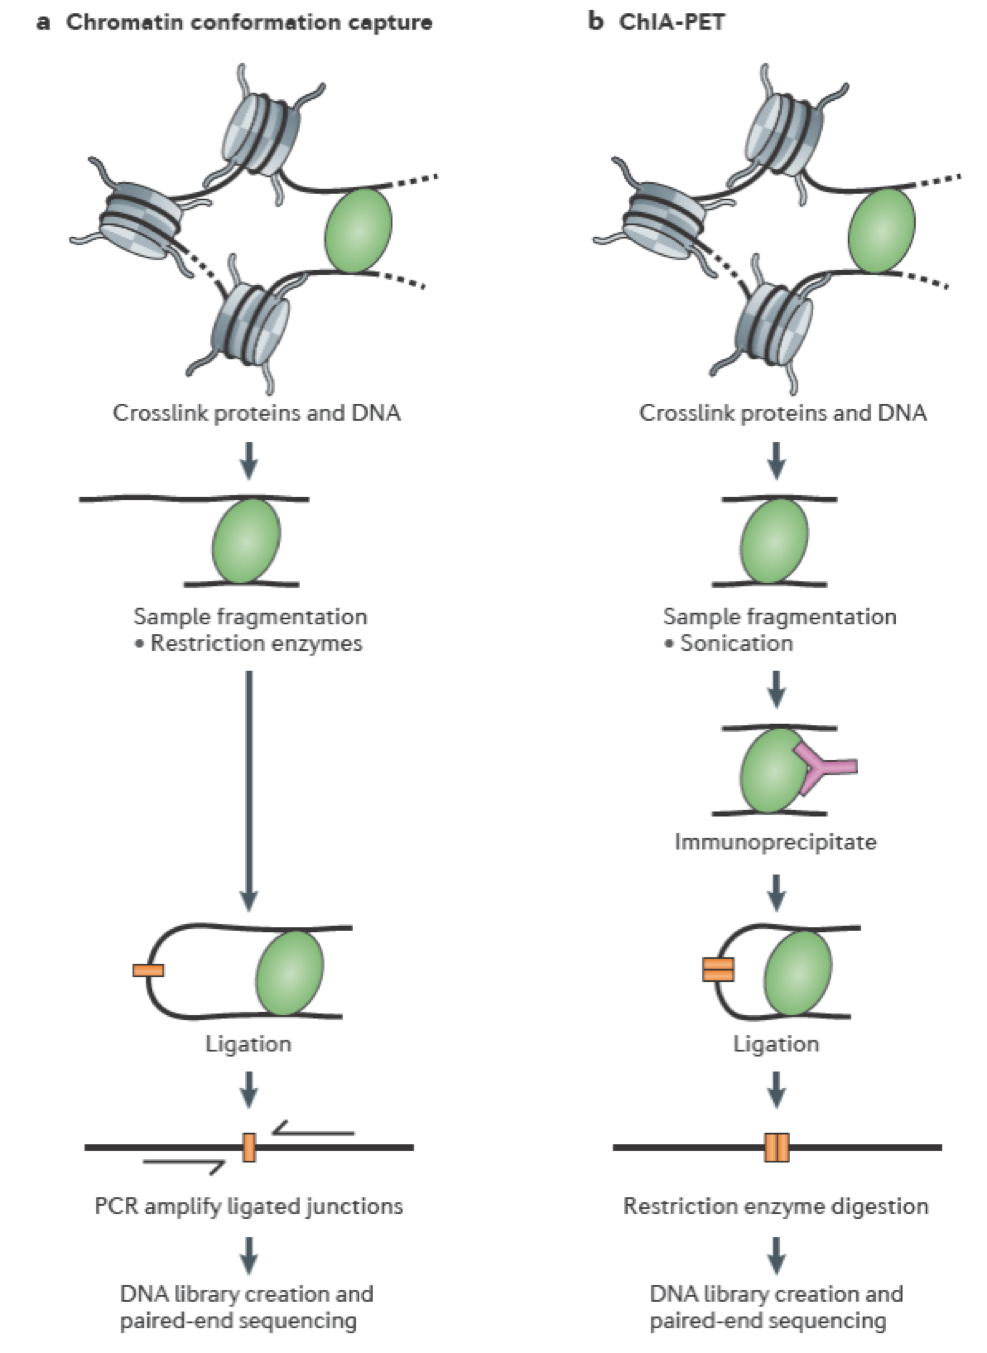 a Chromatin conformation capture
Crosslink proteins and DNA
Sample fragmentation
• Restriction enzymes
Ligation
PCR amplify ligated junctions
DNA library creation and
paired-end sequencing
b ChIA-PET
Crosslink proteins and DNA
Sample fragmentation
• Sonication
Immunoprecipitate
Ligation
Restriction enzyme digestion
DNA library creation and
paired-end sequencing